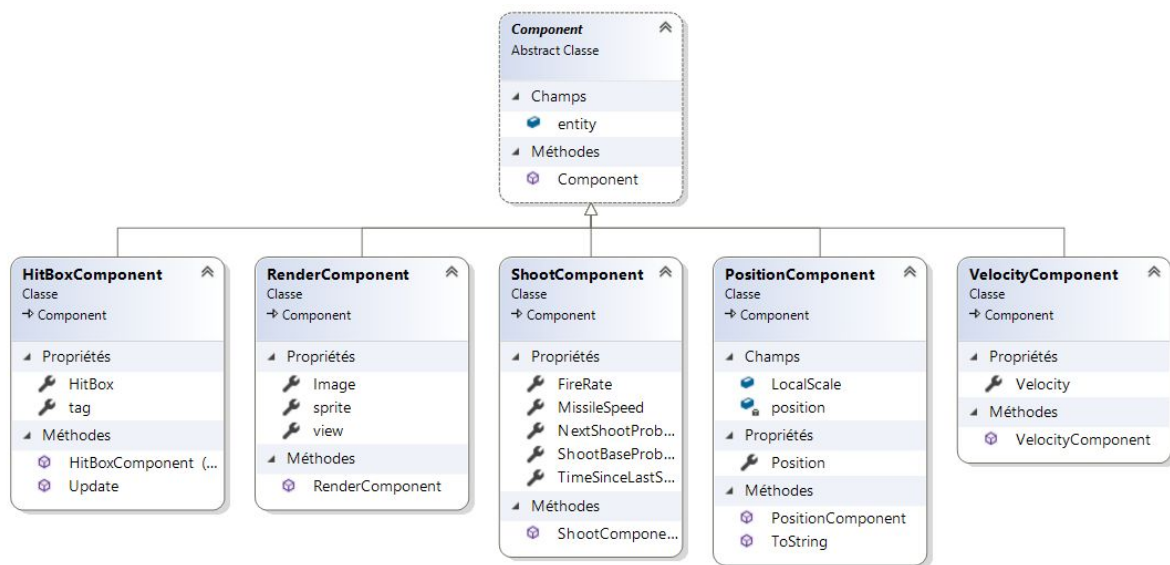 Component
Abstract Classe
Champs
entity
Méthodes
Component
HitBoxComponent
Classe
Component
Propriétés
HitBox
tag
Méthodes
HitBoxComponent (...
Update
RenderComponent
Classe
Component
Propriétés
Image
sprite
view
Méthodes
RenderComponent
ShootComponent
Classe
Component
Propriétés
FireRate
MissileSpeed
NextShootProb...
ShootBaseProb...
TimeSinceLastS...
Méthodes
ShootCompone...
PositionComponent
Classe
Component
Champs
LocalScale
position
Propriétés
Position
Méthodes
PositionComponent
ToString
VelocityComponent
Classe
Component
Propriétés
Velocity
Méthodes
VelocityComponent